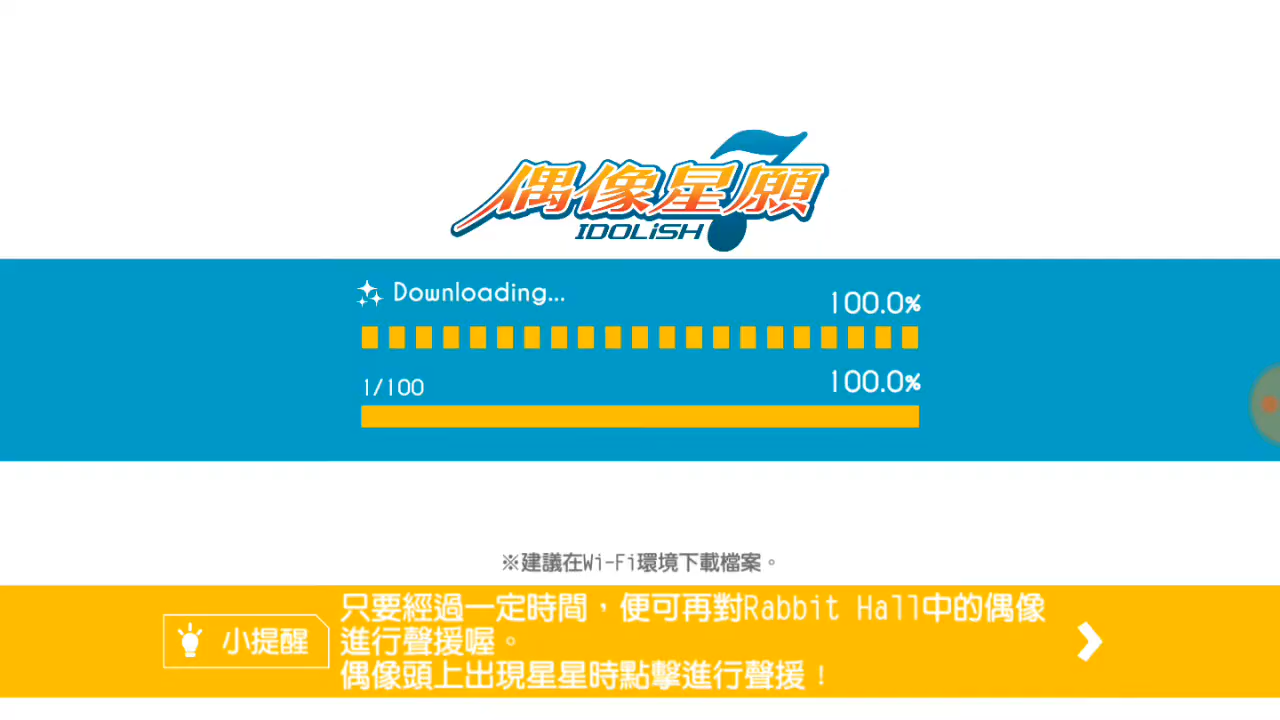 偶像星願
IDOLiSH
Downloading...
100.0%
1/100
100.0%
※建議在Wi-Fi環境下載檔案。
小提醒
只要經過一定時間，便可再對Rabbit Hall中的偶像
進行聲援喔。
偶像頭上出現星星時點擊進行聲援！